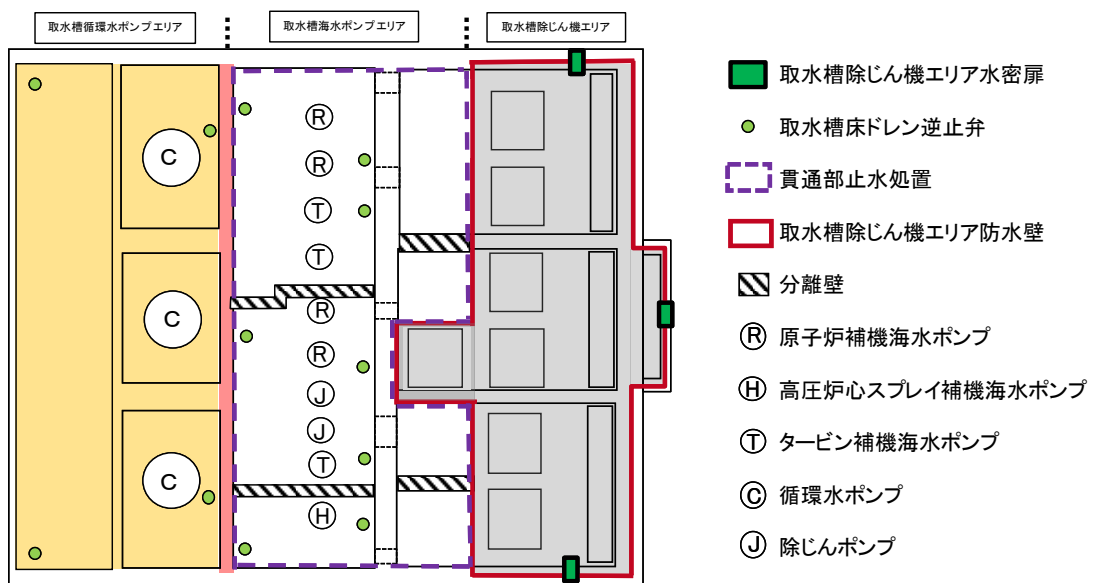 取水槽循環水ポンプエリア
取水槽海水ポンプエリア
取水槽除じん機エリア
C
C
C
R
R
T
T
R
R
J
J
T
H
取水槽除じん機エリア水密扉
取水槽床ドレン逆止弁
貫通部止水処置
取水槽除じん機エリア防水壁
分離壁
R 原子炉補機海水ポンプ
H 高圧炉心スプレイ補機海水ポンプ
T タービン補機海水ポンプ
C 循環水ポンプ
J 除じんポンプ